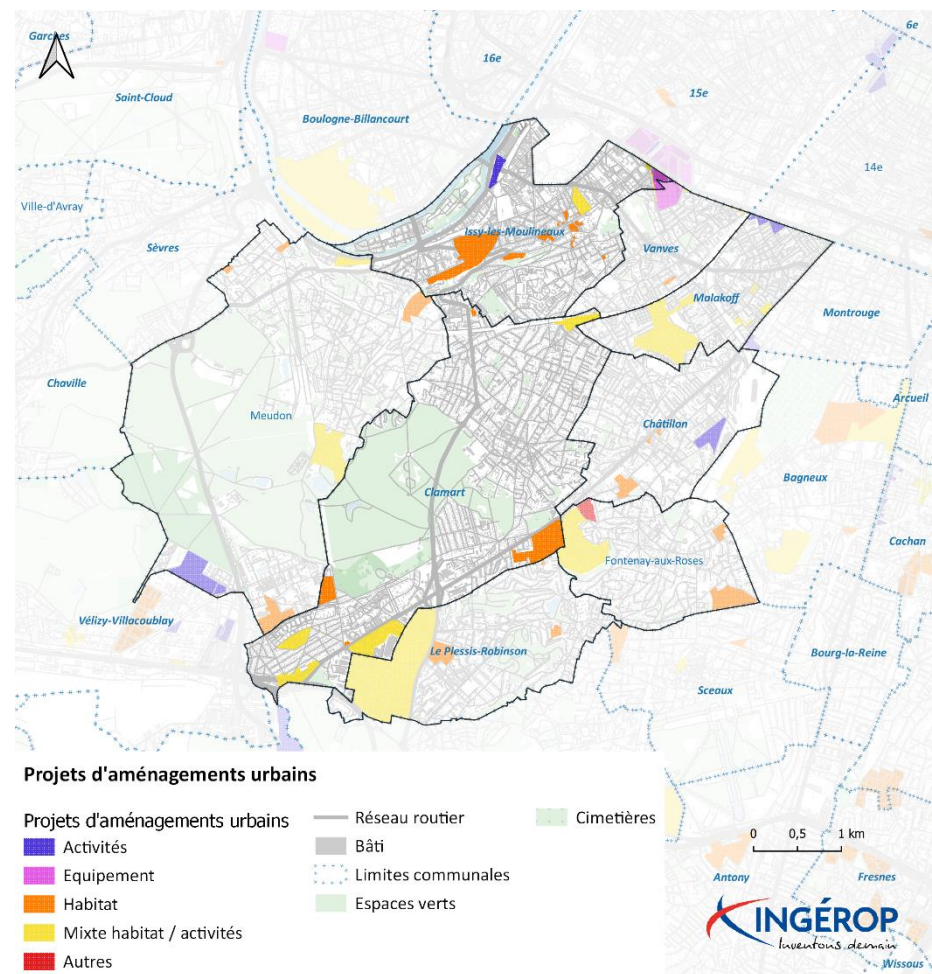 6e
Garches
16e
15e
Saint-Cloud
Boulogne-Billancourt
14e
Ville-d'Avray
Sèvres
Issy-les-Moulineaux
Vanves
Malakoff
Montrouge
Chaville
Arcueil
Meudon
Châtillon
Bagneux
Clamart
Cachan
Fontenay-aux-Roses
Vélizy-Villacoublay
Le Plessis-Robinson
Bourg-la-Reine
Sceaux
Projets d'aménagements urbains
Projets d'aménagements urbains
Activités
Equipement
Habitat
Mixte habitat / activités
Autres
Réseau routier
Bâti
Limites communales
Espaces verts
Cimetières
0 0,5 1 km
Antony
Fresnes
INGÉROP
Inventons demain
Wissous